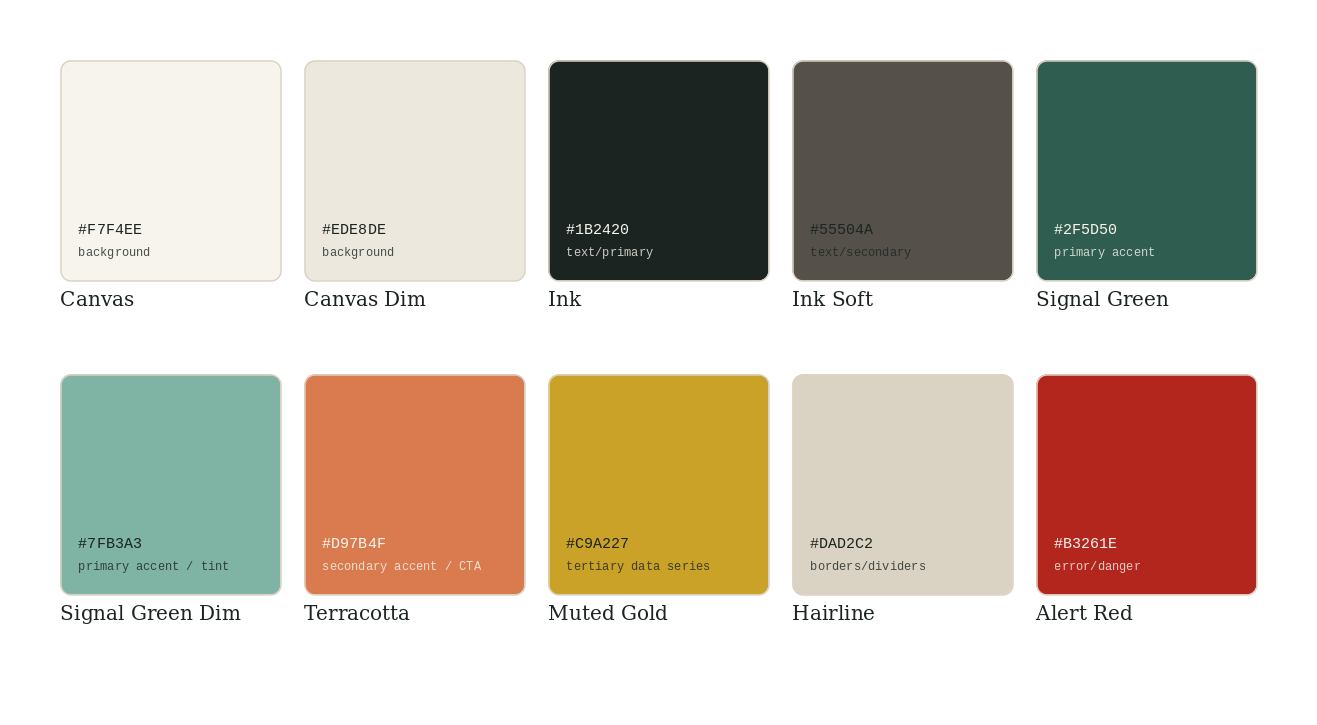 #F7F4EE
background
Canvas
#EDE8DE
background
Canvas Dim
#1B2420
text/primary
Ink
#55504A
text/secondary
Ink Soft
#2F5D50
primary accent
Signal Green
#7FB3A3
primary accent / tint
Signal Green Dim
#D97B4F
secondary accent / CTA
Terracotta
#C9A227
tertiary data series
Muted Gold
#DAD2C2
borders/dividers
Hairline
#B3261E
error/danger
Alert Red